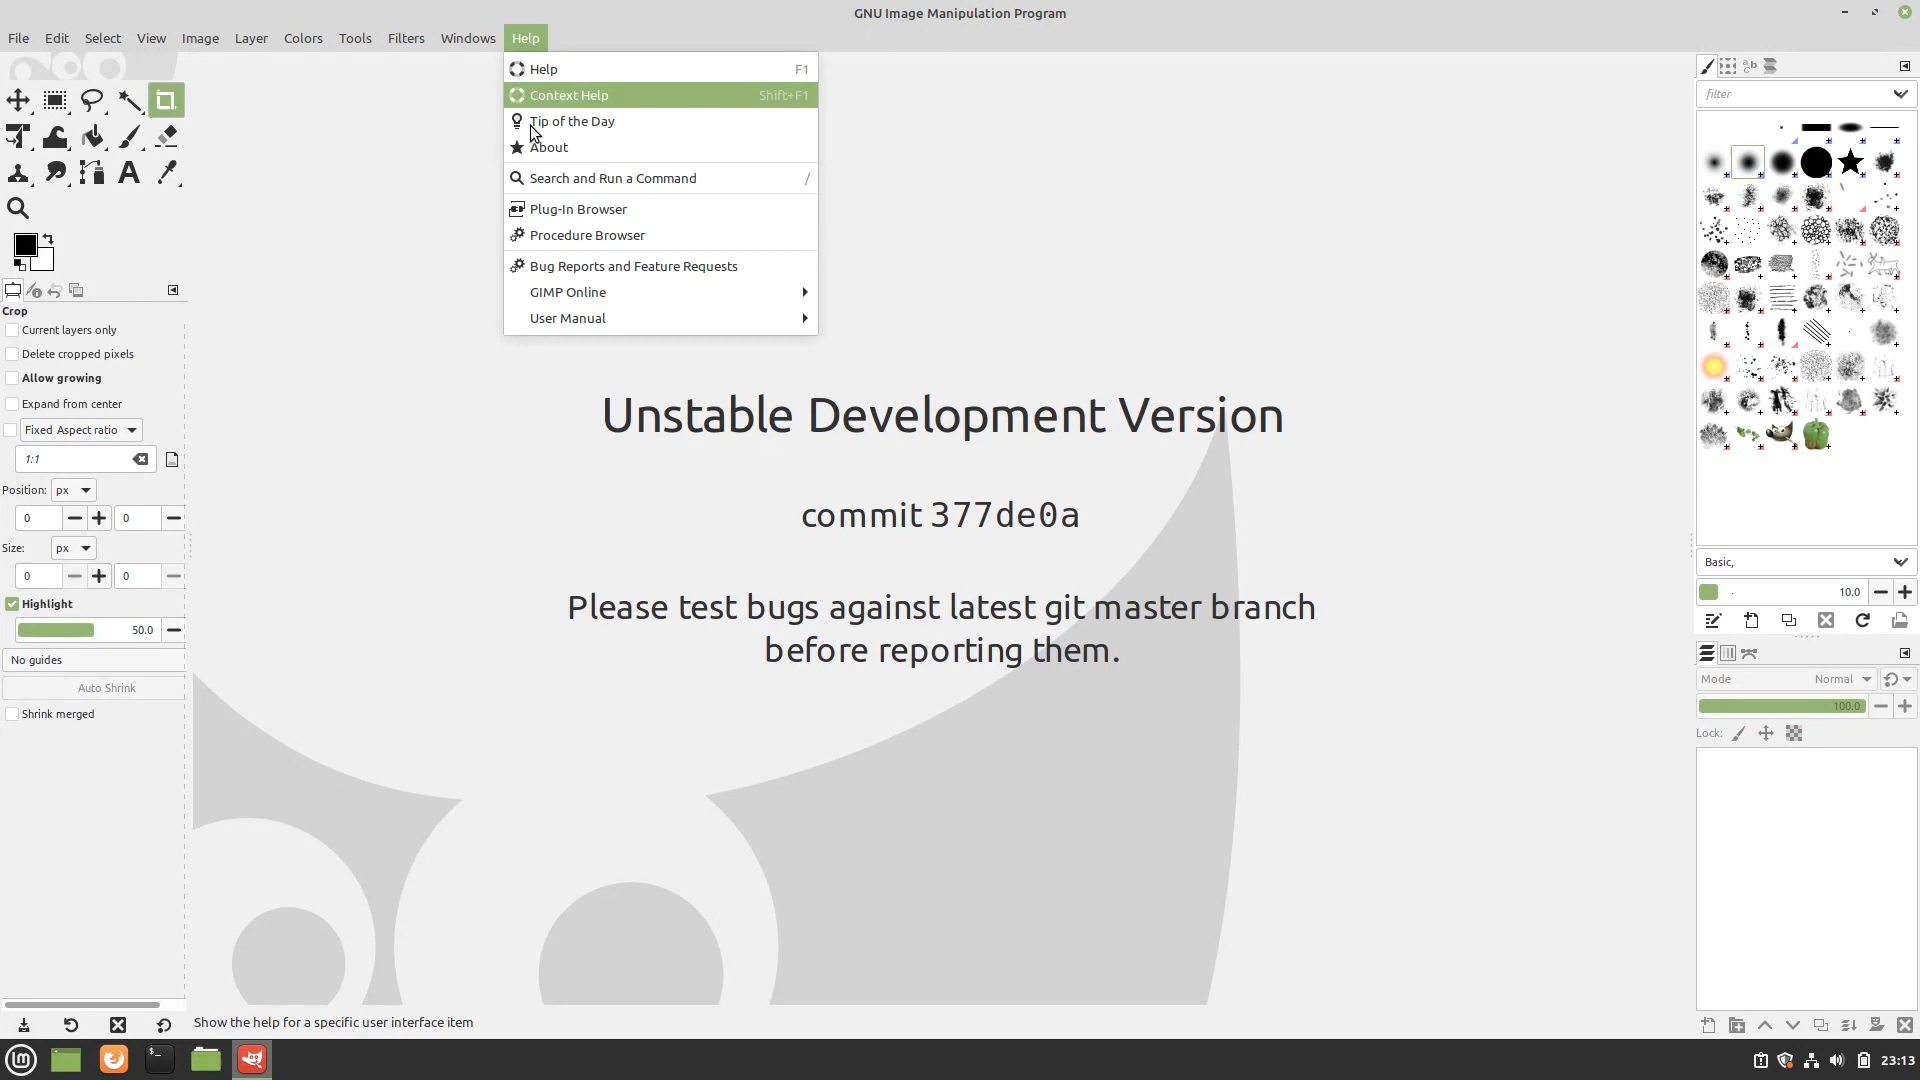 GNU Image Manipulation Program
File Edit Select View Image Layer Colors Tools Filters Windows Help
Help F1
Context Help Shift+F1
Tip of the Day
About
Search and Run a Command /
Plug-In Browser
Procedure Browser
Bug Reports and Feature Requests
GIMP Online
User Manual
Crop
Current layers only
Delete cropped pixels
Allow growing
Expand from center
Fixed Aspect ratio
1:1
Position: px
0 0
Size: px
0 0
Highlight
50.0
No guides
Auto Shrink
Shrink merged
Unstable Development Version
commit 377de0a
Please test bugs against latest git master branch
before reporting them.
filter
Basic,
10.0
Mode Normal
100.0
Lock:
Show the help for a specific user interface item
23:13